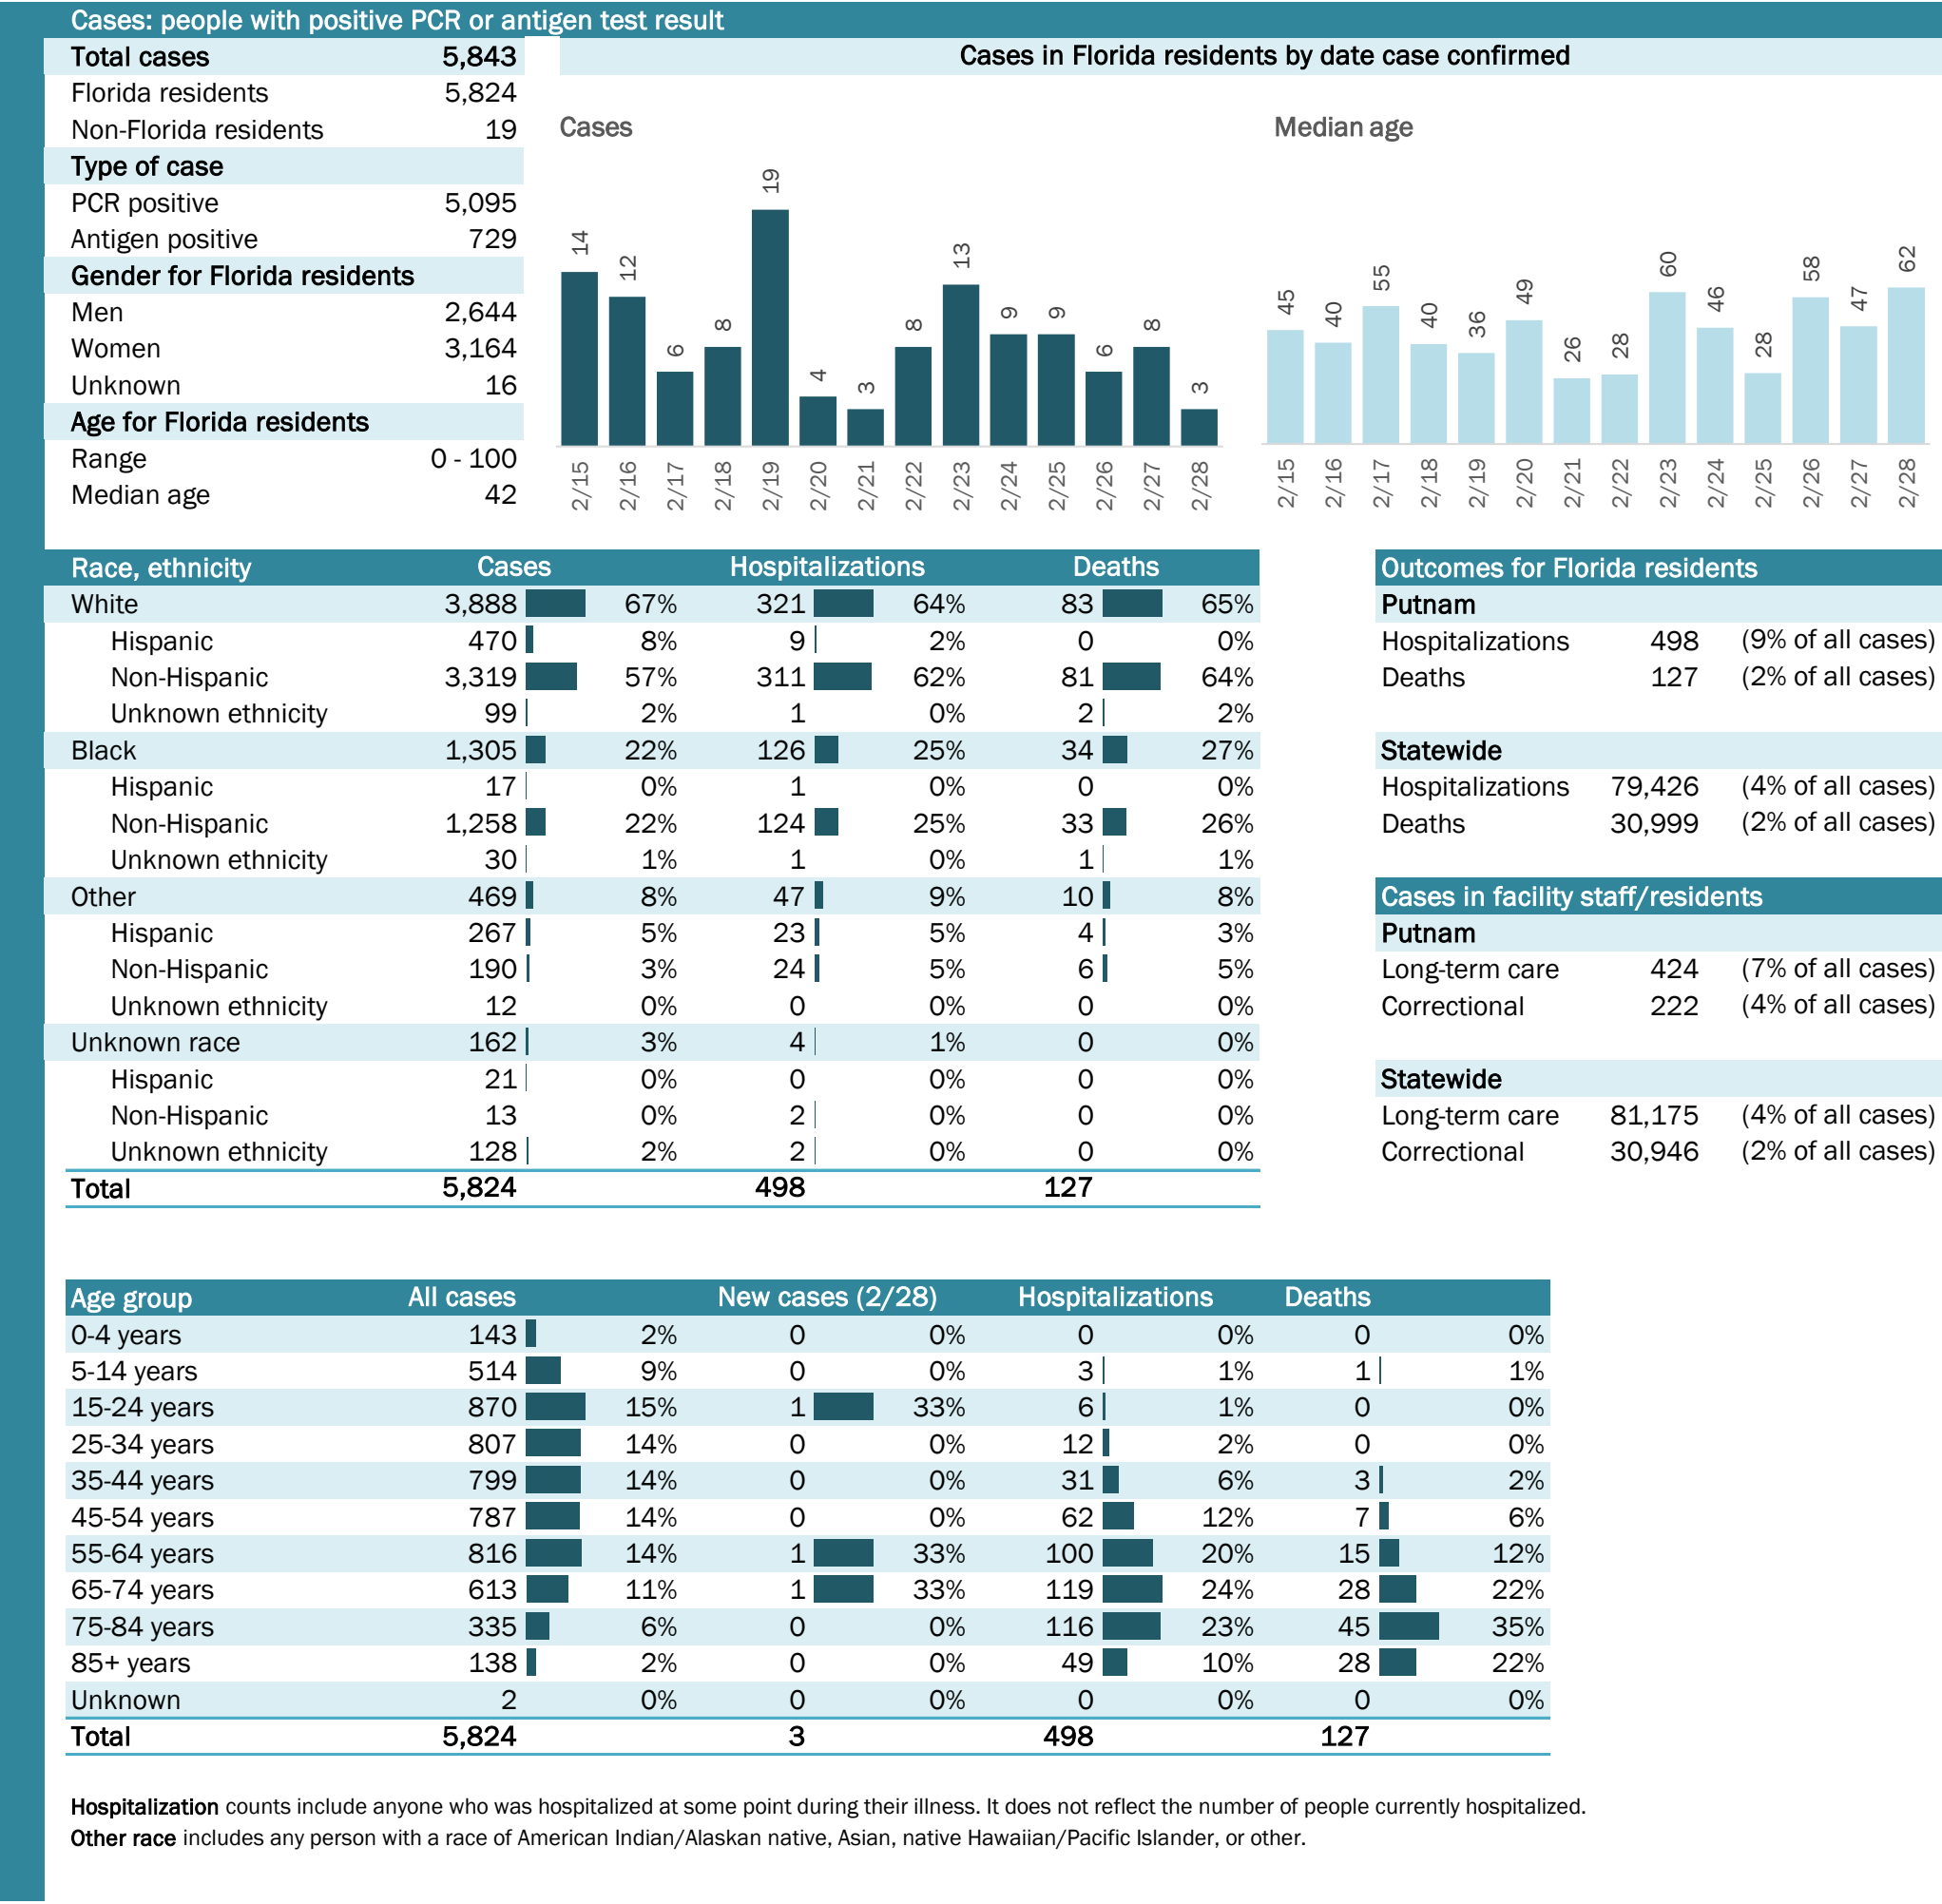 Cases: people with positive PCR or antigen test result
Total cases 5,843
Florida residents 5,824
Non-Florida residents 19
Type of case
PCR positive 5,095
Antigen positive 729
Gender for Florida residents
Men 2,644
Women 3,164
Unknown 16
Age for Florida residents
Range 0 - 100
Median age 42
Cases in Florida residents by date case confirmed
Cases
14 12 6 8 19 4 3 8 13 9 9 6 8 3
2/15 2/16 2/17 2/18 2/19 2/20 2/21 2/22 2/23 2/24 2/25 2/26 2/27 2/28
Median age
45 40 55 40 36 49 26 28 60 46 28 58 47 62
2/15 2/16 2/17 2/18 2/19 2/20 2/21 2/22 2/23 2/24 2/25 2/26 2/27 2/28
Race, ethnicity Cases Hospitalizations Deaths
White 3,888 67% 321 64% 83 65%
Hispanic 470 8% 9 2% 0 0%
Non-Hispanic 3,319 57% 311 62% 81 64%
Unknown ethnicity 99 2% 1 0% 2 2%
Black 1,305 22% 126 25% 34 27%
Hispanic 17 0% 1 0% 0 0%
Non-Hispanic 1,258 22% 124 25% 33 26%
Unknown ethnicity 30 1% 1 0% 1 1%
Other 469 8% 47 9% 10 8%
Hispanic 267 5% 23 5% 4 3%
Non-Hispanic 190 3% 24 5% 6 5%
Unknown ethnicity 12 0% 0 0% 0 0%
Unknown race 162 3% 4 1% 0 0%
Hispanic 21 0% 0 0% 0 0%
Non-Hispanic 13 0% 2 0% 0 0%
Unknown ethnicity 128 2% 2 0% 0 0%
Total 5,824 498 127
Outcomes for Florida residents
Putnam
Hospitalizations 498 (9% of all cases)
Deaths 127 (2% of all cases)
Statewide
Hospitalizations 79,426 (4% of all cases)
Deaths 30,999 (2% of all cases)
Cases in facility staff/residents
Putnam
Long-term care 424 (7% of all cases)
Correctional 222 (4% of all cases)
Statewide
Long-term care 81,175 (4% of all cases)
Correctional 30,946 (2% of all cases)
Age group All cases New cases (2/28) Hospitalizations Deaths
0-4 years 143 2% 0 0% 0 0% 0 0%
5-14 years 514 9% 0 0% 3 1% 1 1%
15-24 years 870 15% 1 33% 6 1% 0 0%
25-34 years 807 14% 0 0% 12 2% 0 0%
35-44 years 799 14% 0 0% 31 6% 3 2%
45-54 years 787 14% 0 0% 62 12% 7 6%
55-64 years 816 14% 1 33% 100 20% 15 12%
65-74 years 613 11% 1 33% 119 24% 28 22%
75-84 years 335 6% 0 0% 116 23% 45 35%
85+ years 138 2% 0 0% 49 10% 28 22%
Unknown 2 0% 0 0% 0 0% 0 0%
Total 5,824 3 498 127
Hospitalization counts include anyone who was hospitalized at some point during their illness. It does not reflect the number of people currently hospitalized.
Other race includes any person with a race of American Indian/Alaskan native, Asian, native Hawaiian/Pacific Islander, or other.